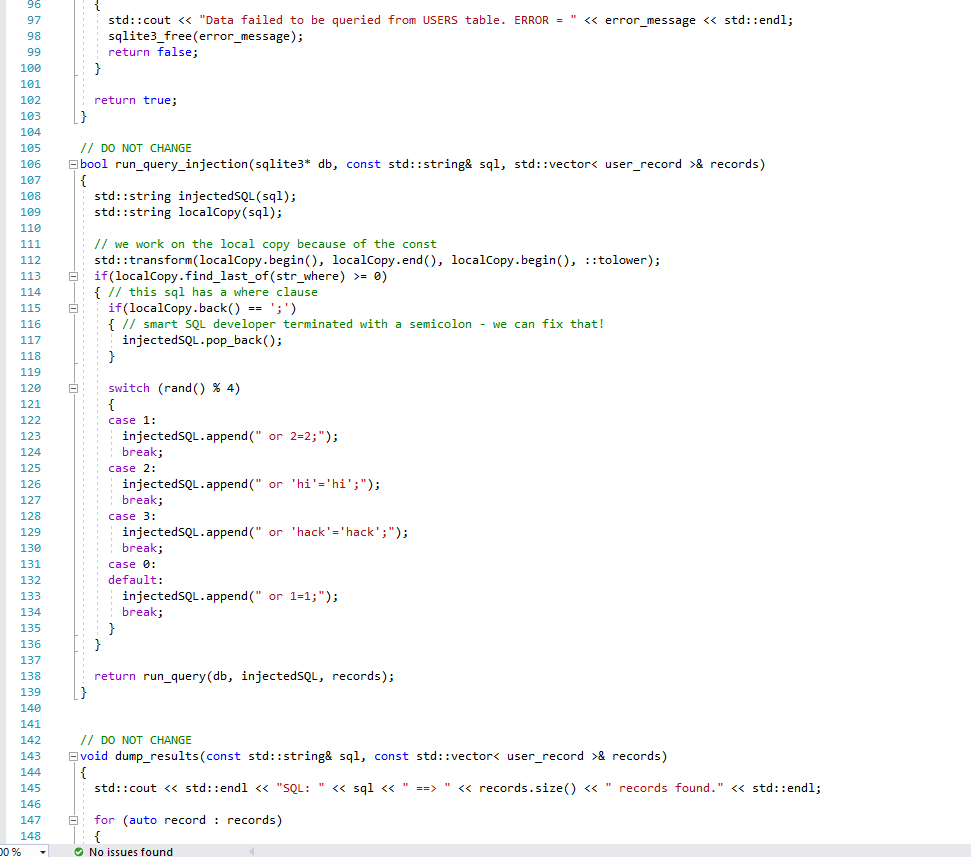 96 {
97 std::cout << "Data failed to be queried from USERS table. ERROR = " << error_message << std::endl;
98 sqlite3_free(error_message);
99 return false;
100 }
101
102 return true;
103 }
104
105 // DO NOT CHANGE
106 bool run_query_injection(sqlite3* db, const std::string& sql, std::vector< user_record >& records)
107 {
108 std::string injectedSQL(sql);
109 std::string localCopy(sql);
110
111 // we work on the local copy because of the const
112 std::transform(localCopy.begin(), localCopy.end(), localCopy.begin(), ::tolower);
113 if(localCopy.find_last_of(str_where) >= 0)
114 { // this sql has a where clause
115 if(localCopy.back() == ';')
116 { // smart SQL developer terminated with a semicolon - we can fix that!
117 injectedSQL.pop_back();
118 }
119
120 switch (rand() % 4)
121 {
122 case 1:
123 injectedSQL.append(" or 2=2;");
124 break;
125 case 2:
126 injectedSQL.append(" or 'hi'='hi';");
127 break;
128 case 3:
129 injectedSQL.append(" or 'hack'='hack';");
130 break;
131 case 0:
132 default:
133 injectedSQL.append(" or 1=1;");
134 break;
135 }
136 }
137
138 return run_query(db, injectedSQL, records);
139 }
140
141
142 // DO NOT CHANGE
143 void dump_results(const std::string& sql, const std::vector< user_record >& records)
144 {
145 std::cout << std::endl << "SQL: " << sql << " ==> " << records.size() << " records found." << std::endl;
146
147 for (auto record : records)
148 {
00 % No issues found